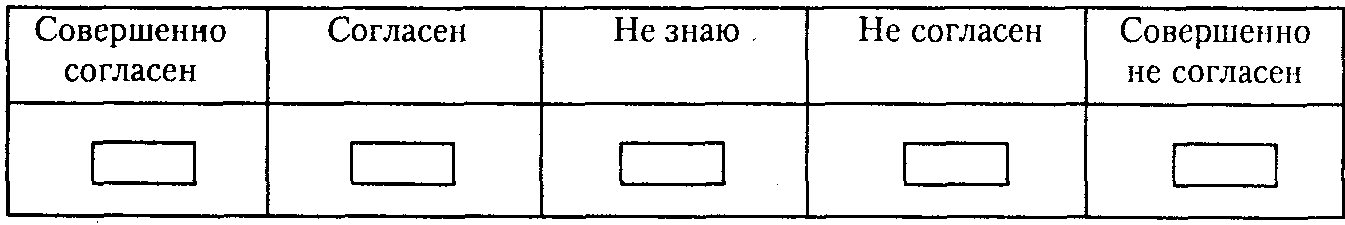 Совершенно согласен
Согласен
Не знаю
Не согласен
Совершенно не согласен